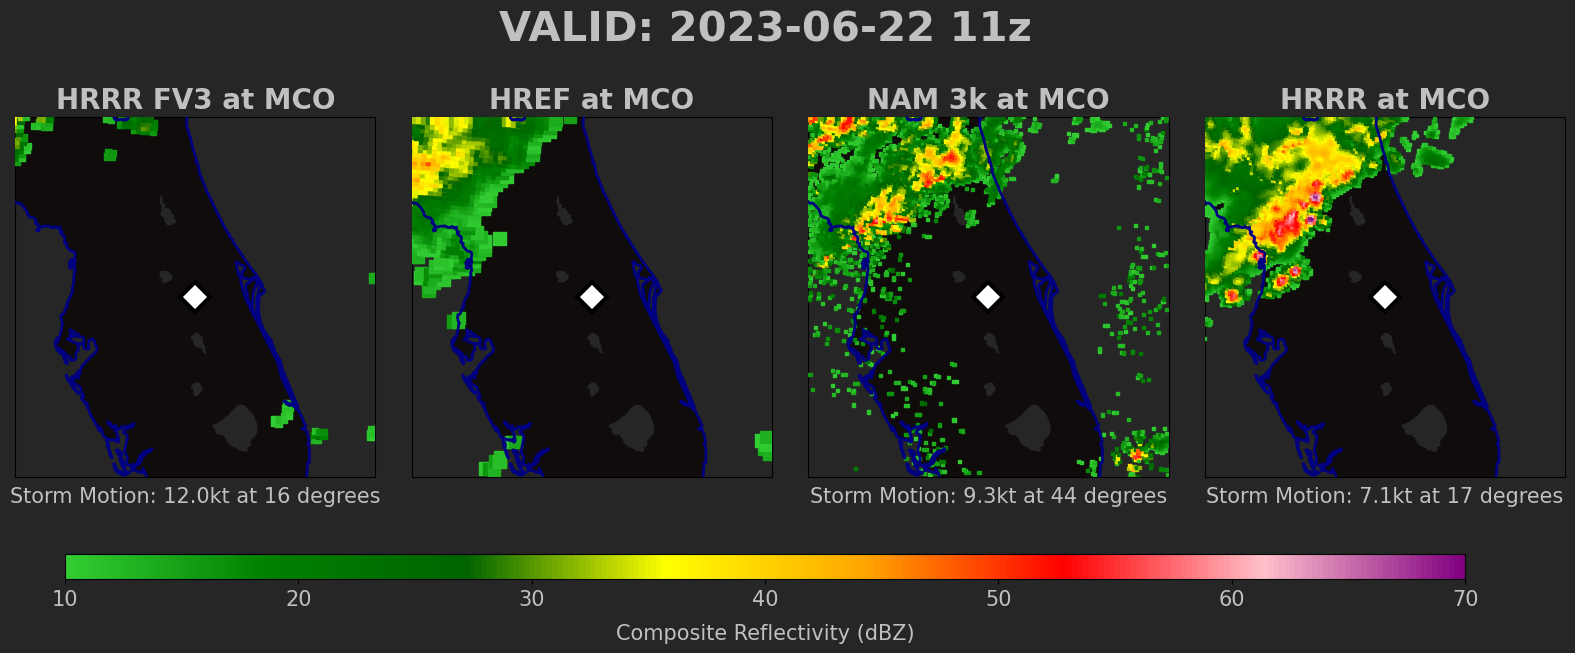 VALID: 2023-06-22 11z
HRRR FV3 at MCO
HREF at MCO
NAM 3k at MCO
HRRR at MCO
Storm Motion: 12.0kt at 16 degrees
Storm Motion: 9.3kt at 44 degrees
Storm Motion: 7.1kt at 17 degrees
10 20 30 40 50 60 70
Composite Reflectivity (dBZ)